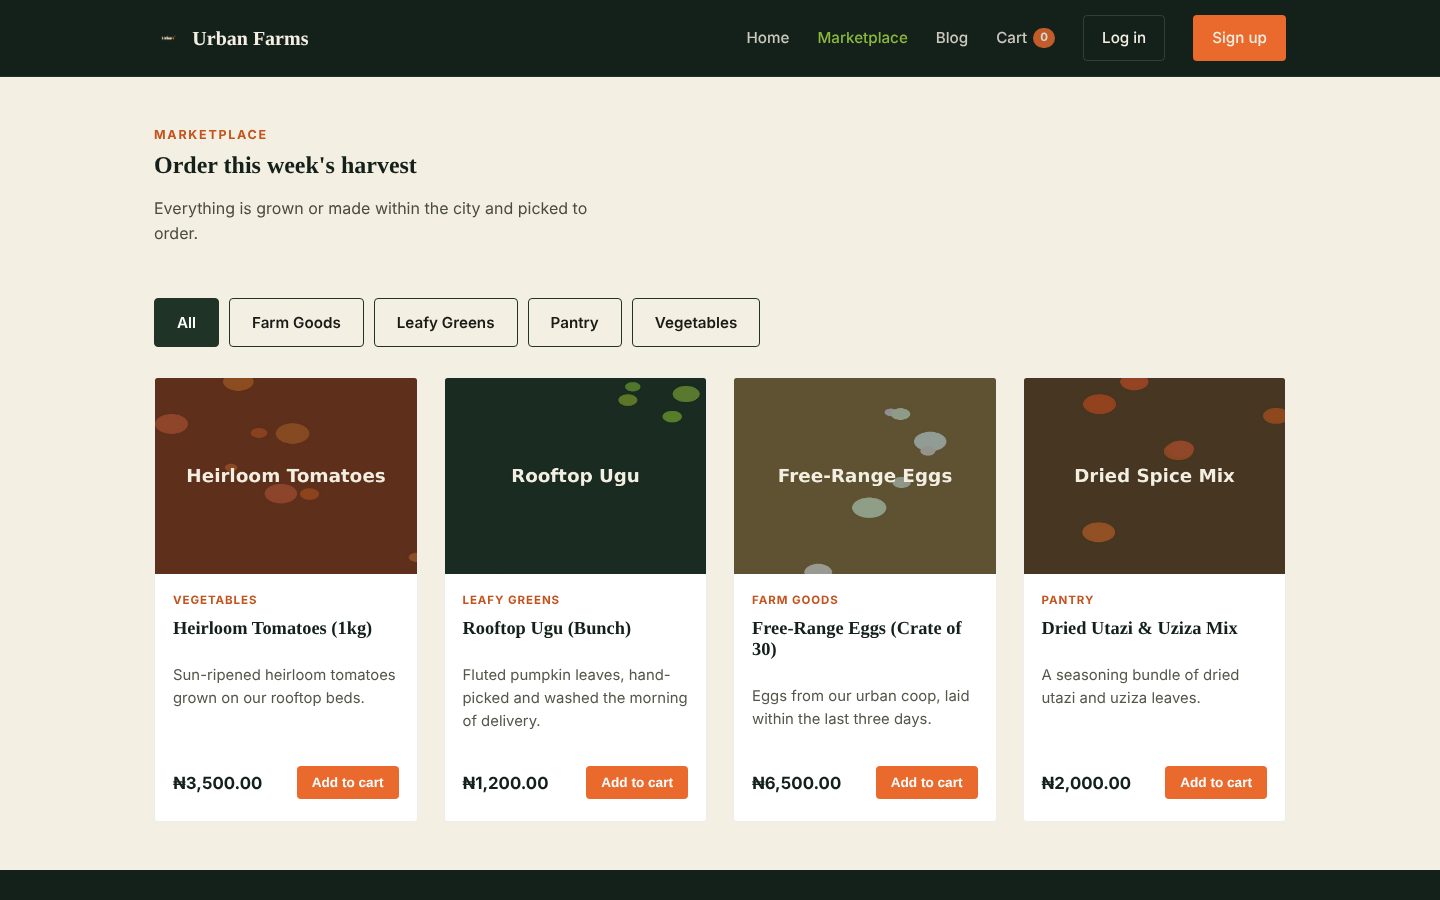 Urban Farms
Home
Marketplace
Blog
Cart 0
Log in
Sign up
MARKETPLACE
Order this week's harvest
Everything is grown or made within the city and picked to
order.
All
Farm Goods
Leafy Greens
Pantry
Vegetables
Heirloom Tomatoes
VEGETABLES
Heirloom Tomatoes (1kg)
Sun-ripened heirloom tomatoes
grown on our rooftop beds.
₦3,500.00
Add to cart
Rooftop Ugu
LEAFY GREENS
Rooftop Ugu (Bunch)
Fluted pumpkin leaves, hand-
picked and washed the morning
of delivery.
₦1,200.00
Add to cart
Free-Range Eggs
FARM GOODS
Free-Range Eggs (Crate of
30)
Eggs from our urban coop, laid
within the last three days.
₦6,500.00
Add to cart
Dried Spice Mix
PANTRY
Dried Utazi & Uziza Mix
A seasoning bundle of dried
utazi and uziza leaves.
₦2,000.00
Add to cart